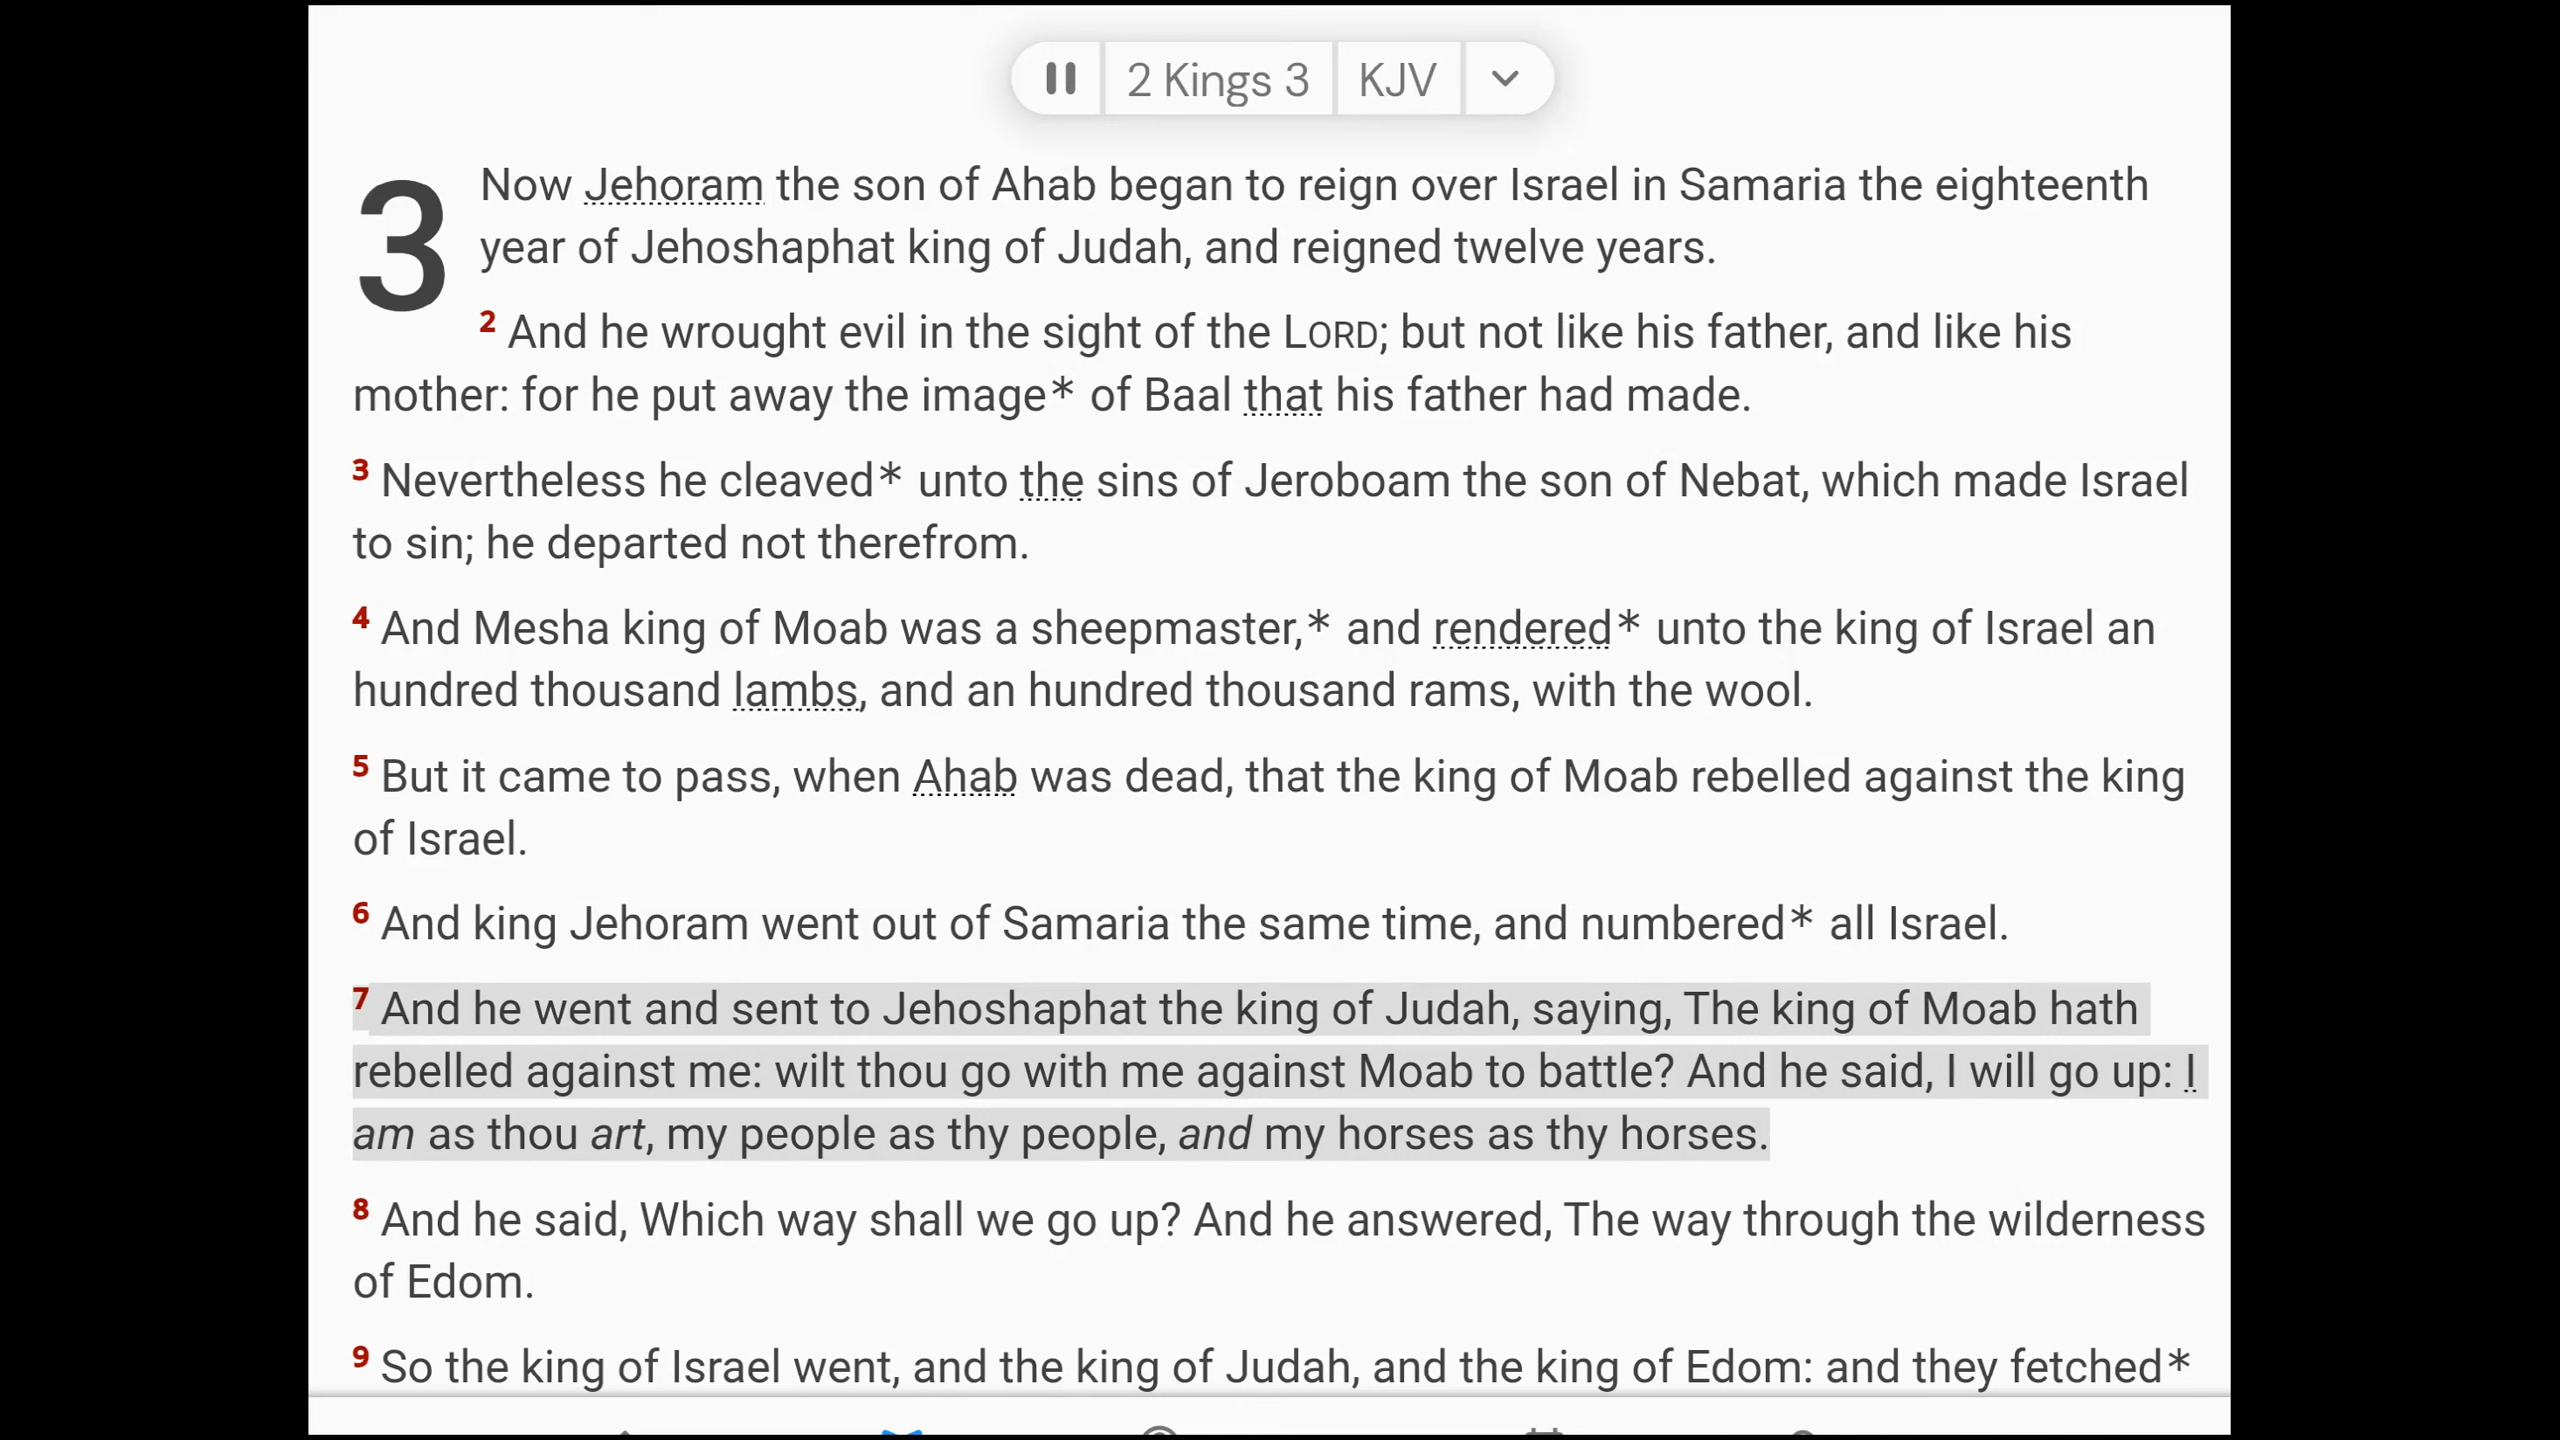 2 Kings 3 KJV
3 Now Jehoram the son of Ahab began to reign over Israel in Samaria the eighteenth
year of Jehoshaphat king of Judah, and reigned twelve years.
2 And he wrought evil in the sight of the LORD; but not like his father, and like his
mother: for he put away the image* of Baal that his father had made.
3 Nevertheless he cleaved* unto the sins of Jeroboam the son of Nebat, which made Israel
to sin; he departed not therefrom.
4 And Mesha king of Moab was a sheepmaster,* and rendered* unto the king of Israel an
hundred thousand lambs, and an hundred thousand rams, with the wool.
5 But it came to pass, when Ahab was dead, that the king of Moab rebelled against the king
of Israel.
6 And king Jehoram went out of Samaria the same time, and numbered* all Israel.
7 And he went and sent to Jehoshaphat the king of Judah, saying, The king of Moab hath
rebelled against me: wilt thou go with me against Moab to battle? And he said, I will go up: I
am as thou art, my people as thy people, and my horses as thy horses.
8 And he said, Which way shall we go up? And he answered, The way through the wilderness
of Edom.
9 So the king of Israel went, and the king of Judah, and the king of Edom: and they fetched*